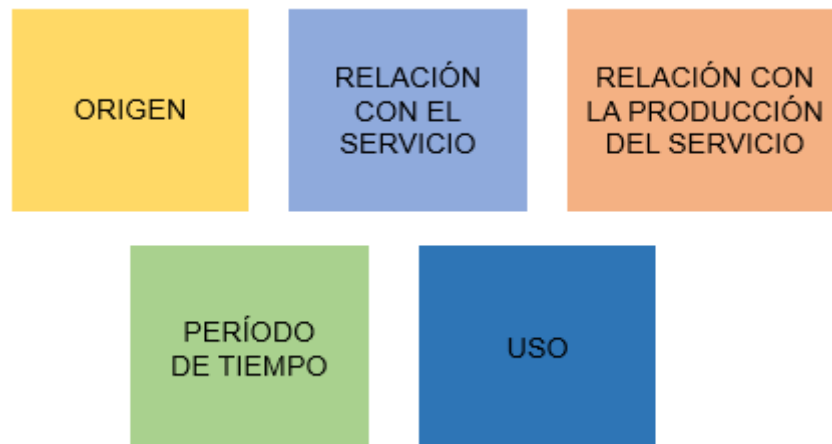 ORIGEN
RELACIÓN
CON EL
SERVICIO
RELACIÓN CON
LA PRODUCCIÓN
DEL SERVICIO
PERÍODO
DE TIEMPO
USO